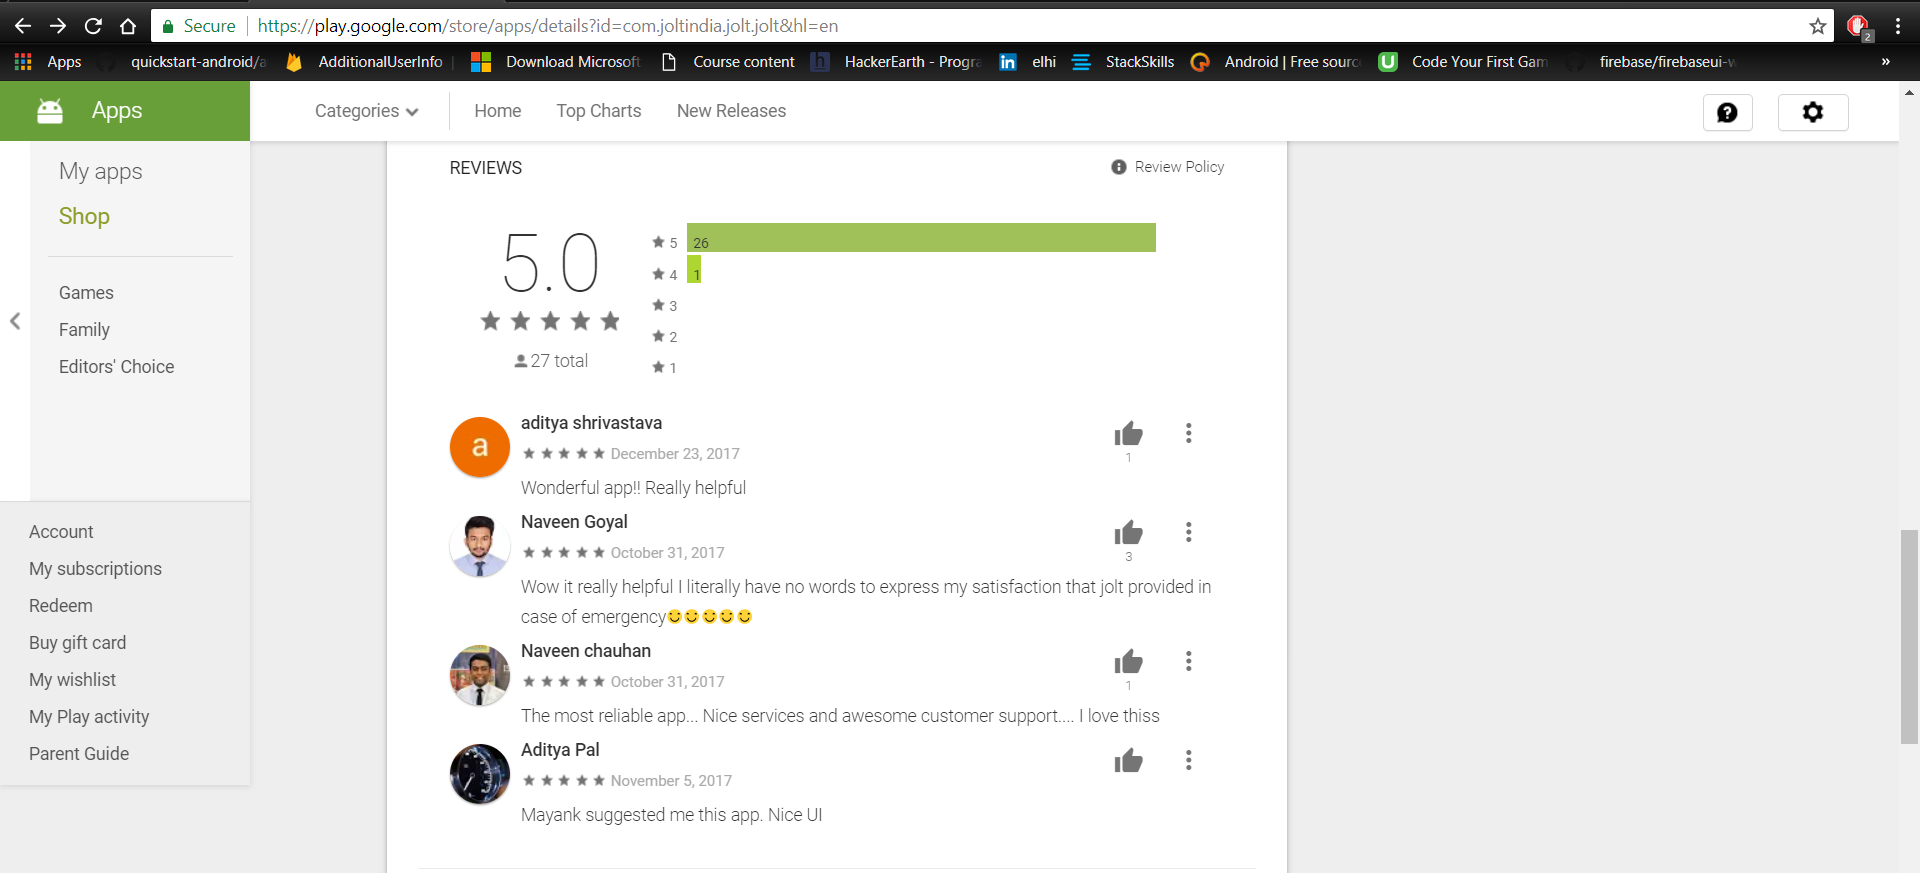 Secure https://play.google.com/store/apps/details?id=com.joltindia.jolt.jolt&hl=en
2
Apps quickstart-android/a AdditionalUserInfo Download Microsoft Course content HackerEarth - Progra elhi StackSkills Android | Free sourc Code Your First Gam firebase/firebaseui-w »
Apps Categories Home Top Charts New Releases
My apps
Shop
Games
Family
Editors' Choice
Account
My subscriptions
Redeem
Buy gift card
My wishlist
My Play activity
Parent Guide
REVIEWS Review Policy
5.0
27 total
5 26
4 1
3
2
1
a
aditya shrivastava
December 23, 2017
1
Wonderful app!! Really helpful
Naveen Goyal
October 31, 2017
3
Wow it really helpful I literally have no words to express my satisfaction that jolt provided in
case of emergency😊😊😊😊😊
Naveen chauhan
October 31, 2017
1
The most reliable app... Nice services and awesome customer support.... I love thiss
Aditya Pal
November 5, 2017
Mayank suggested me this app. Nice UI